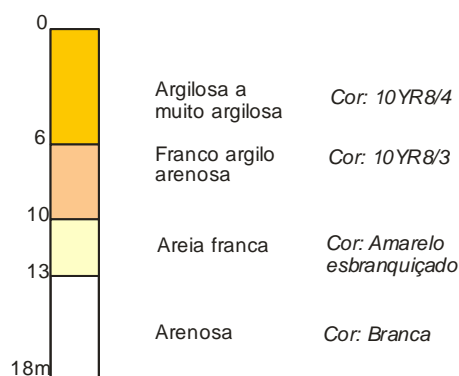 0
Argilosa a
muito argilosa
Cor: 10YR8/4
6
Franco argilo
arenosa
Cor: 10YR8/3
10
Areia franca
Cor: Amarelo
esbranquiçado
13
Arenosa
Cor: Branca
18m